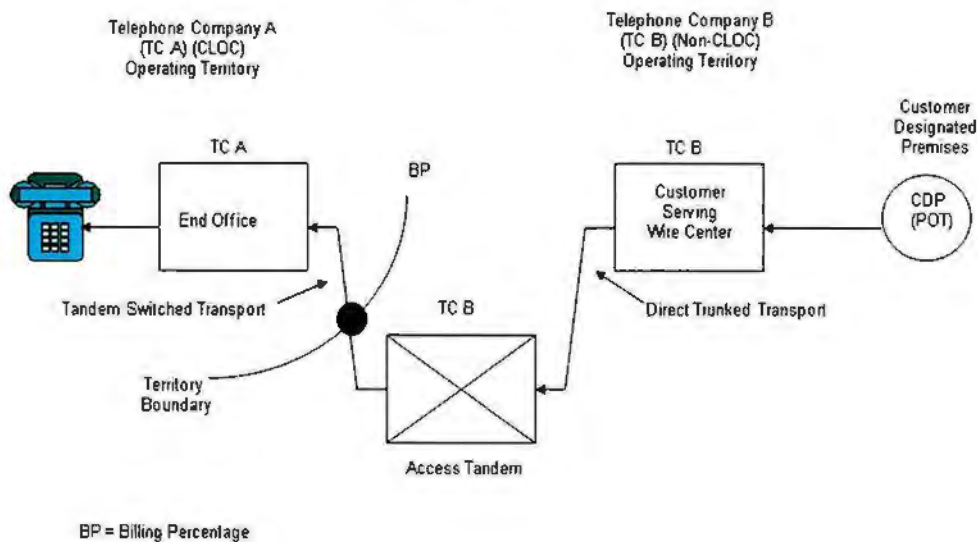 Telephone Company A
(TC A) (CLOC)
Operating Territory
Telephone Company B
(TC B) (Non-CLOC)
Operating Territory
Customer
Designated
Premises
TC A
BP
TC B
End Office
Customer
Serving
Wire Center
CDP
(POT)
Tandem Switched Transport
TC B
Direct Trunked Transport
Territory
Boundary
Access Tandem
BP = Billing Percentage